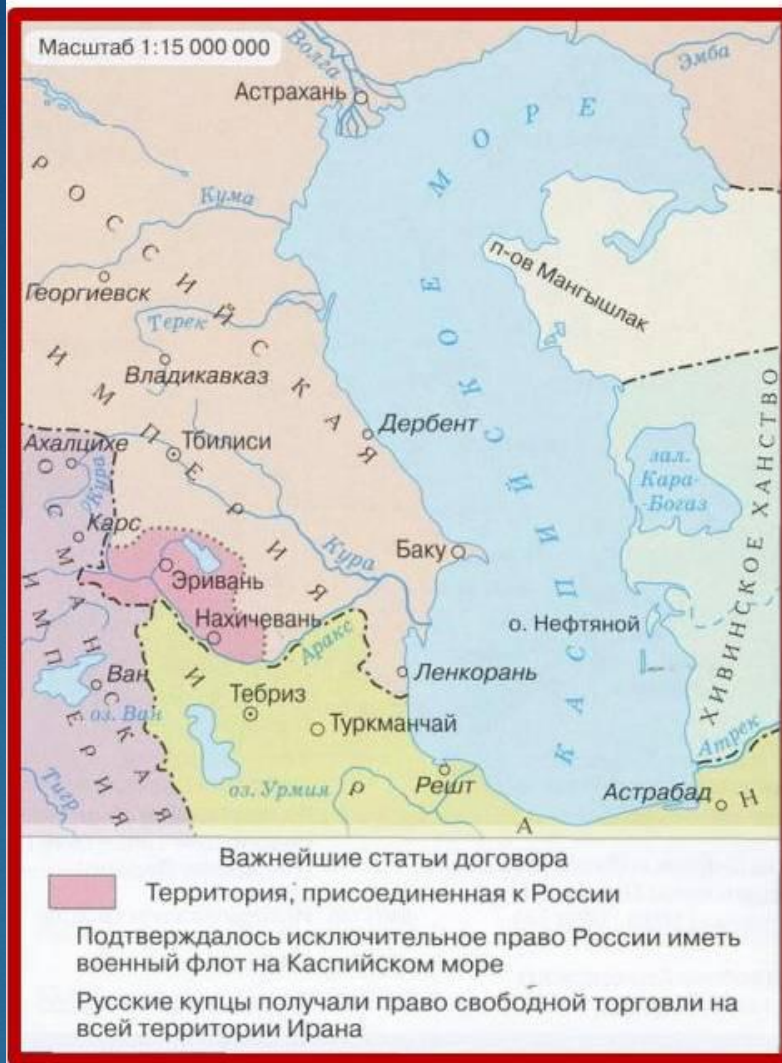 Масштаб 1:15 000 000
Волга
Эмба
Астрахань
КАСПИЙСКОЕ МОРЕ
РОССИЙСКАЯ ИМПЕРИЯ
Кума
п-ов Мангышлак
Георгиевск
Терек
Владикавказ
Дербент
Ахалцихе
Тбилиси
Кура
зал.
Кара-
-Богаз
ХИВИНСКОЕ ХАНСТВО
Карс
ОСМАНСКАЯ ИМПЕРИЯ
Эривань
Кура
Баку
Нахичевань
Аракс
о. Нефтяной
Ван
оз. Ван
Ленкорань
Тебриз
Туркманчай
Атрек
Тигр
оз. Урмия
Решт
Астрабад
ИРАН
Важнейшие статьи договора
Территория, присоединенная к России
Подтверждалось исключительное право России иметь
военный флот на Каспийском море
Русские купцы получали право свободной торговли на
всей территории Ирана